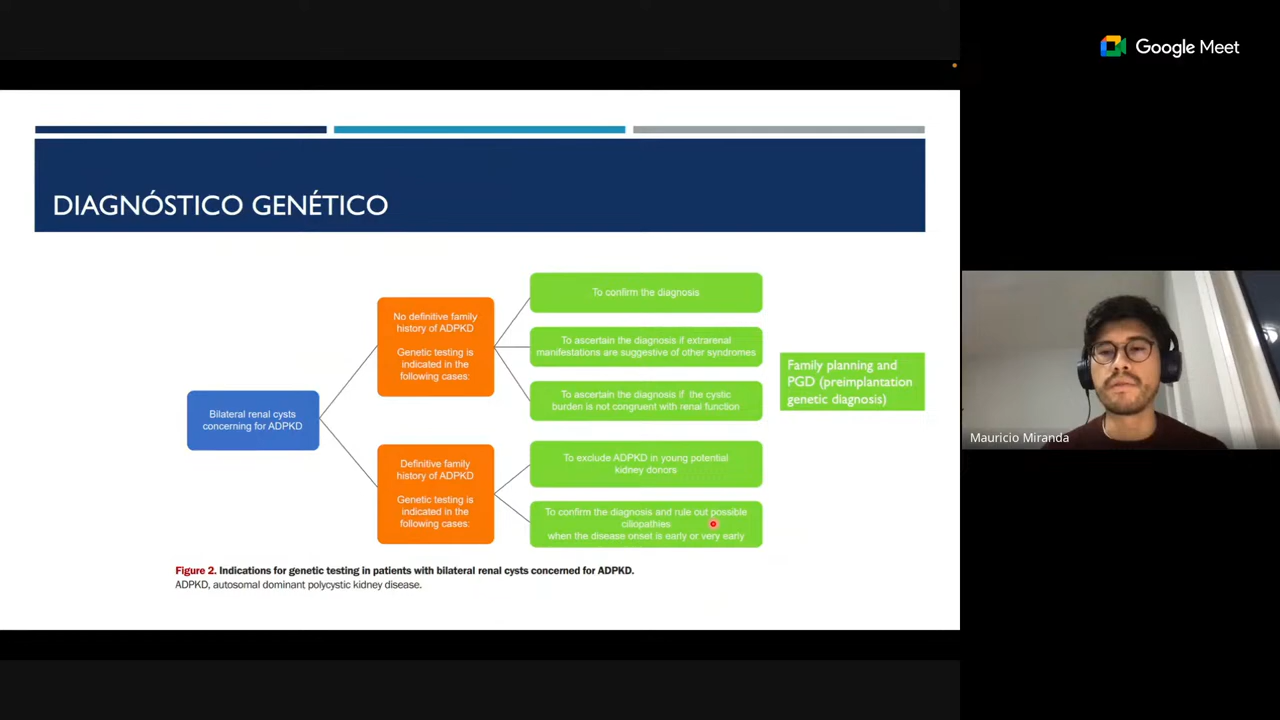 Google Meet
DIAGNÓSTICO GENÉTICO
Bilateral renal cysts
concerning for ADPKD
No definitive family
history of ADPKD
Genetic testing is
indicated in the
following cases:
To confirm the diagnosis
To ascertain the diagnosis if extrarenal
manifestations are suggestive of other syndromes
To ascertain the diagnosis if the cystic
burden is not congruent with renal function
Definitive family
history of ADPKD
Genetic testing is
indicated in the
following cases:
To exclude ADPKD in young potential
kidney donors
To confirm the diagnosis and rule out possible
ciliopathies
when the disease onset is early or very early
Family planning and
PGD (preimplantation
genetic diagnosis)
Figure 2. Indications for genetic testing in patients with bilateral renal cysts concerned for ADPKD.
ADPKD, autosomal dominant polycystic kidney disease.
Mauricio Miranda